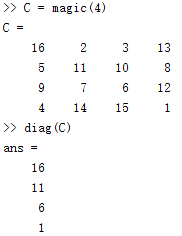 >> C = magic(4)
C =
16 2 3 13
5 11 10 8
9 7 6 12
4 14 15 1
>> diag(C)
ans =
16
11
6
1